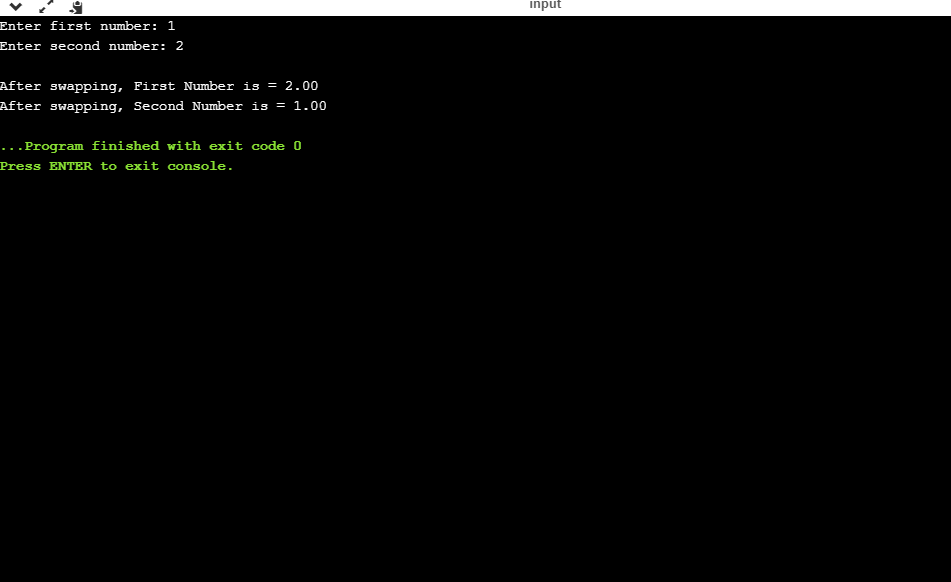 input
Enter first number: 1
Enter second number: 2
After swapping, First Number is = 2.00
After swapping, Second Number is = 1.00
...Program finished with exit code 0
Press ENTER to exit console.